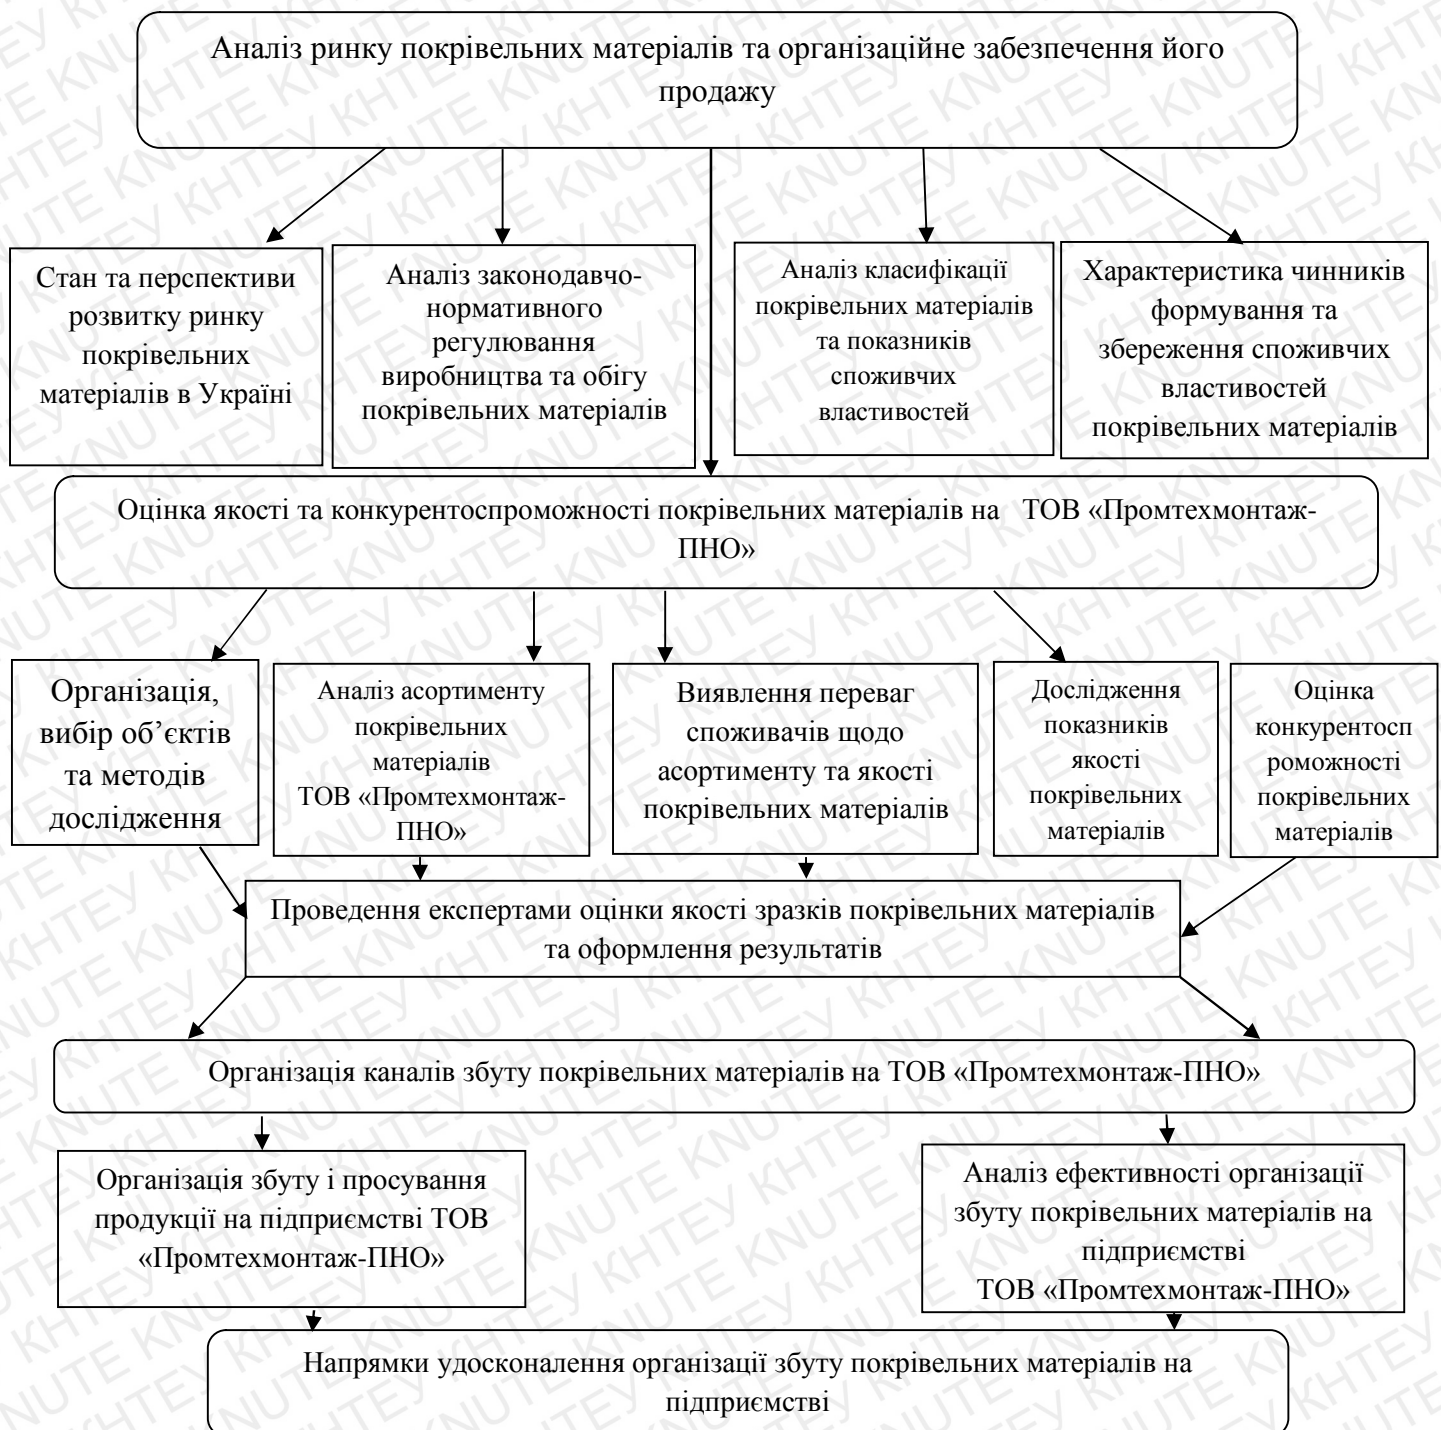 Аналіз ринку покрівельних матеріалів та організаційне забезпечення його
продажу
Стан та перспективи
розвитку ринку
покрівельних
матеріалів в Україні
Аналіз законодавчо-
нормативного
регулювання
виробництва та обігу
покрівельних матеріалів
Аналіз класифікації
покрівельних матеріалів
та показників
споживчих
властивостей
Характеристика чинників
формування та
збереження споживчих
властивостей
покрівельних матеріалів
Оцінка якості та конкурентоспроможності покрівельних матеріалів на ТОВ «Промтехмонтаж-
ПНО»
Організація,
вибір об’єктів
та методів
дослідження
Аналіз асортименту
покрівельних
матеріалів
ТОВ «Промтехмонтаж-
ПНО»
Виявлення переваг
споживачів щодо
асортименту та якості
покрівельних матеріалів
Дослідження
показників
якості
покрівельних
матеріалів
Оцінка
конкурентосп
роможності
покрівельних
матеріалів
Проведення експертами оцінки якості зразків покрівельних матеріалів
та оформлення результатів
Організація каналів збуту покрівельних матеріалів на ТОВ «Промтехмонтаж-ПНО»
Організація збуту і просування
продукції на підприємстві ТОВ
«Промтехмонтаж-ПНО»
Аналіз ефективності організації
збуту покрівельних матеріалів на
підприємстві
ТОВ «Промтехмонтаж-ПНО»
Напрямки удосконалення організації збуту покрівельних матеріалів на
підприємстві